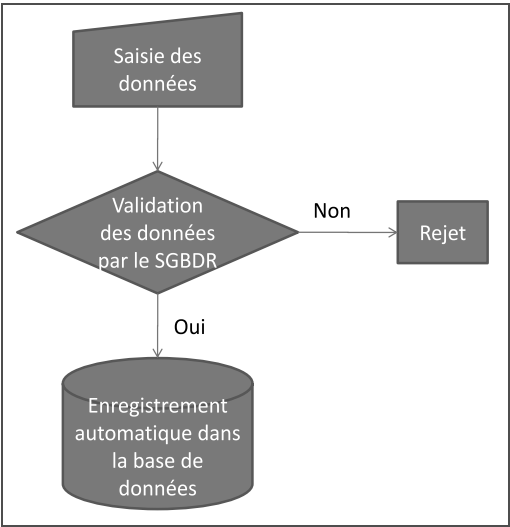 Saisie des
données
Validation
des données
par le SGBDR
Non
Rejet
Oui
Enregistrement
automatique dans
la base de
données